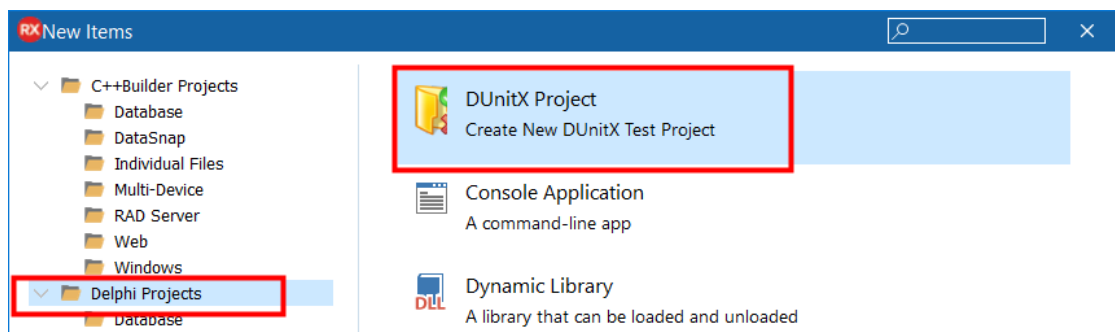 RX New Items
C++Builder Projects
Database
DataSnap
Individual Files
Multi-Device
RAD Server
Web
Windows
Delphi Projects
Database
DUnitX Project
Create New DUnitX Test Project
Console Application
A command-line app
DLL
Dynamic Library
A library that can be loaded and unloaded